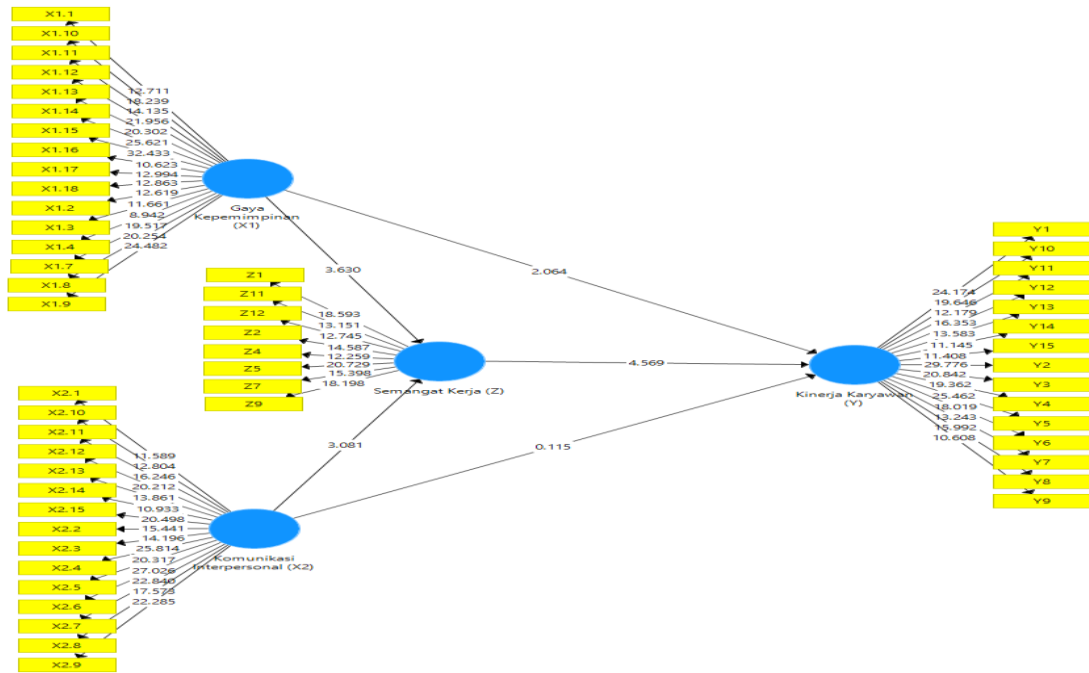 X1.1
X1.10
X1.11
X1.12
X1.13
X1.14
X1.15
X1.16
X1.17
X1.18
X1.2
X1.3
X1.4
X1.7
X1.8
X1.9
12.711
18.239
14.135
21.956
20.302
25.621
32.433
10.623
12.994
12.863
12.619
11.661
8.942
19.517
20.254
24.482
Gaya
Kepemimpinan
(X1)
3.630
2.064
Z1
Z11
Z12
Z2
Z4
Z5
Z7
Z9
18.593
13.151
12.745
14.587
12.259
20.729
15.398
18.198
Semangat Kerja (Z)
4.569
3.081
0.115
X2.1
X2.10
X2.11
X2.12
X2.13
X2.14
X2.15
X2.2
X2.3
X2.4
X2.5
X2.6
X2.7
X2.8
X2.9
11.589
12.804
16.246
20.212
13.861
10.933
20.498
15.441
14.196
25.814
20.317
27.026
22.840
17.573
22.285
Komunikasi
Interpersonal (X2)
Kinerja Karyawan
(Y)
24.174
19.646
12.179
16.353
13.583
11.145
11.408
29.776
20.842
19.362
25.462
18.019
13.243
15.992
10.608
Y1
Y10
Y11
Y12
Y13
Y14
Y15
Y2
Y3
Y4
Y5
Y6
Y7
Y8
Y9